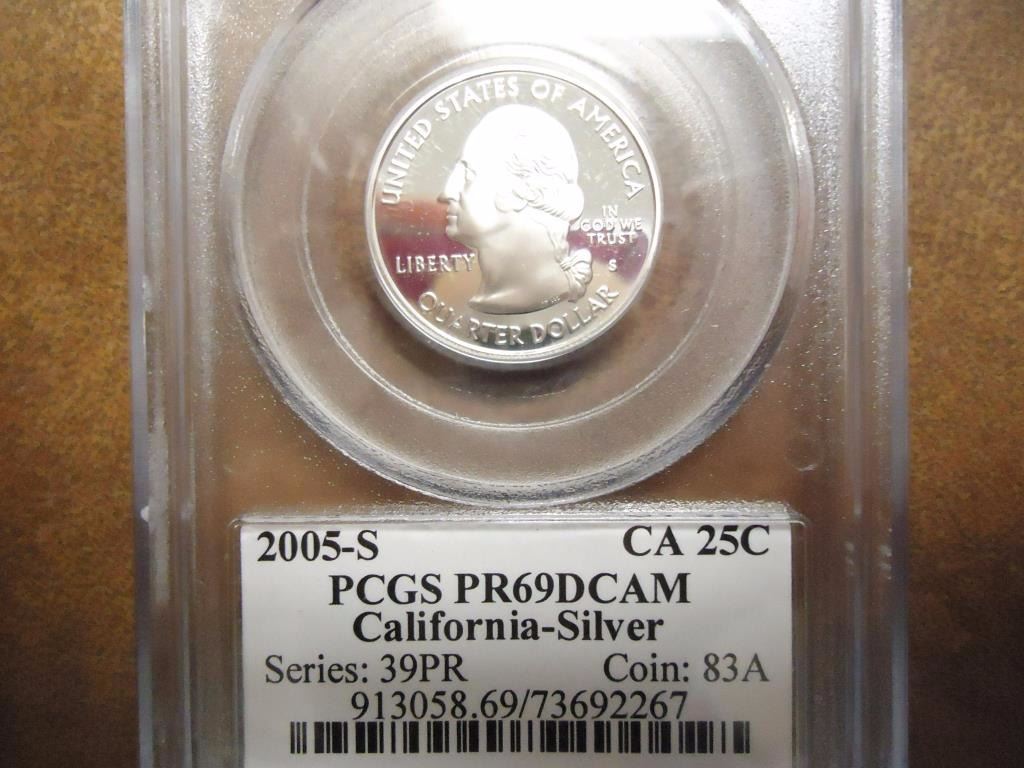 UNITED STATES OF AMERICA
IN
GOD WE
TRUST
LIBERTY
S
QUARTER DOLLAR
2005-S CA 25C
PCGS PR69DCAM
California-Silver
Series: 39PR Coin: 83A
913058.69/73692267